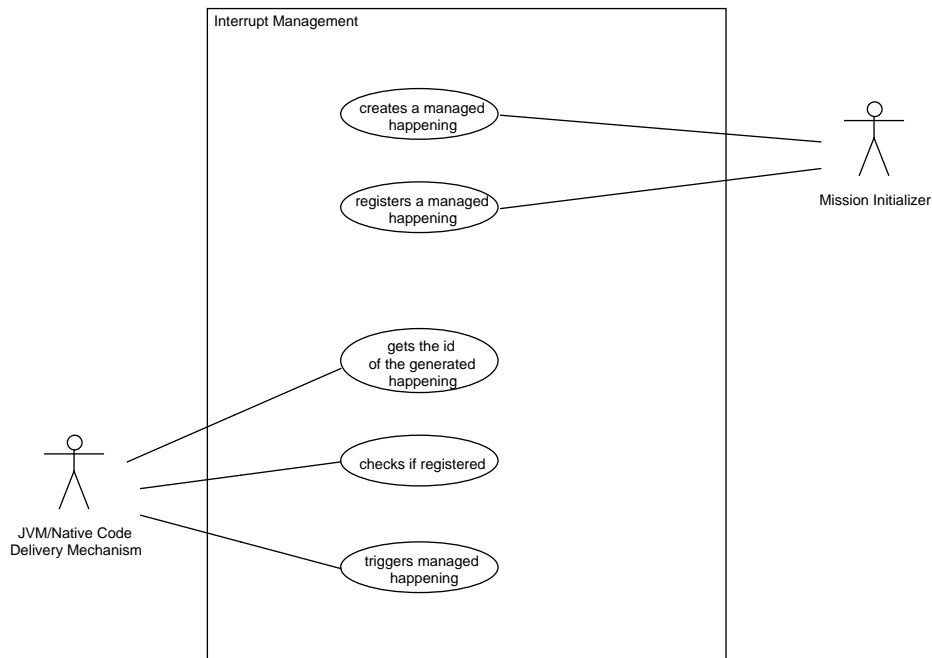 Interrupt Management
creates a managed
happening
registers a managed
happening
Mission Initializer
gets the id
of the generated
happening
checks if registered
JVM/Native Code
Delivery Mechanism
triggers managed
happening